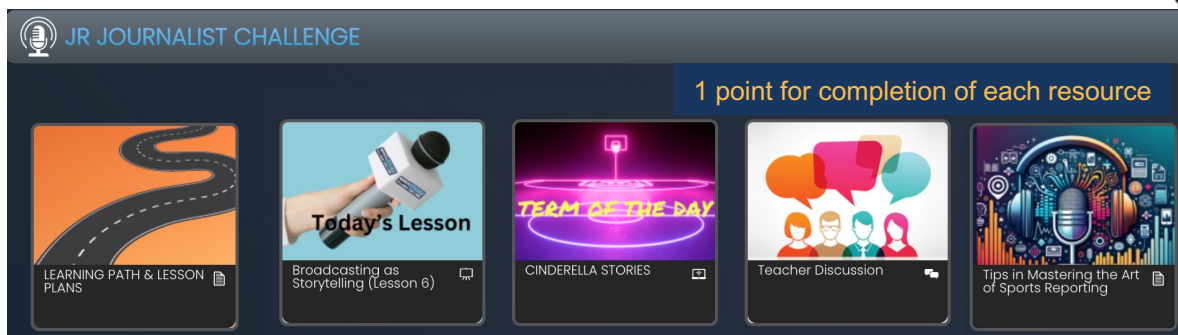 JR JOURNALIST CHALLENGE
1 point for completion of each resource
LEARNING PATH & LESSON
PLANS
Today's Lesson
Broadcasting as
Storytelling (Lesson 6)
TERM OF THE DAY
CINDERELLA STORIES
Teacher Discussion
Tips in Mastering the Art
of Sports Reporting